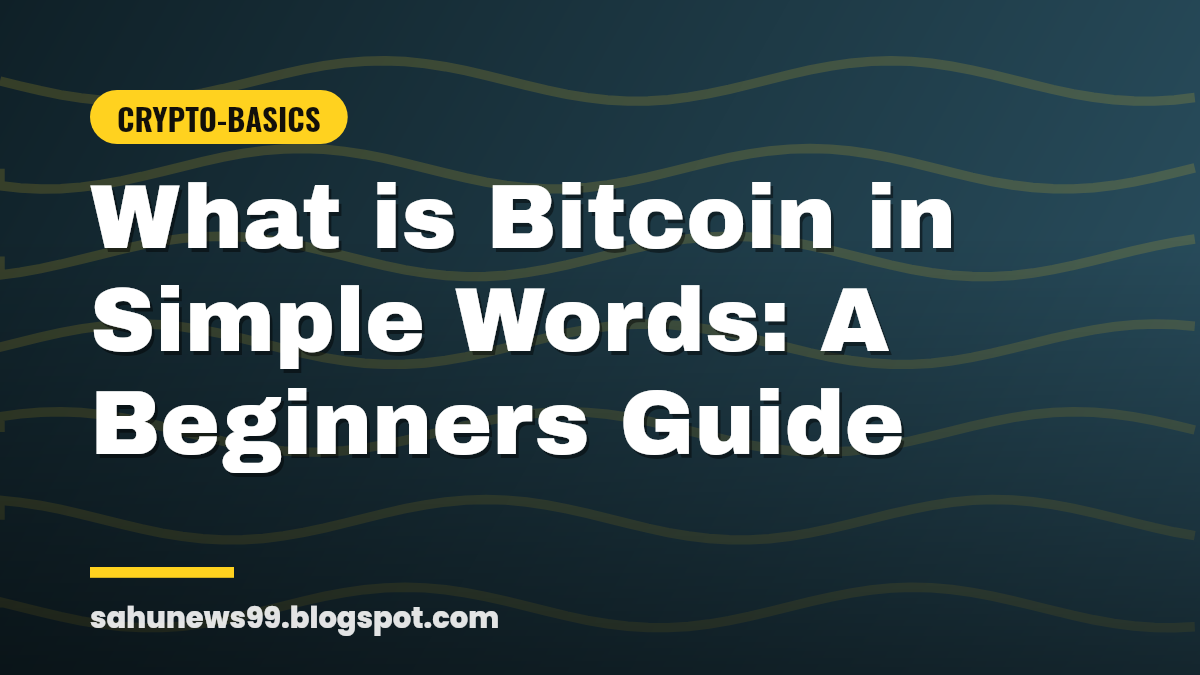 CRYPTO-BASICS
What is Bitcoin in
Simple Words: A
Beginners Guide
sahunews99.blogspot.com